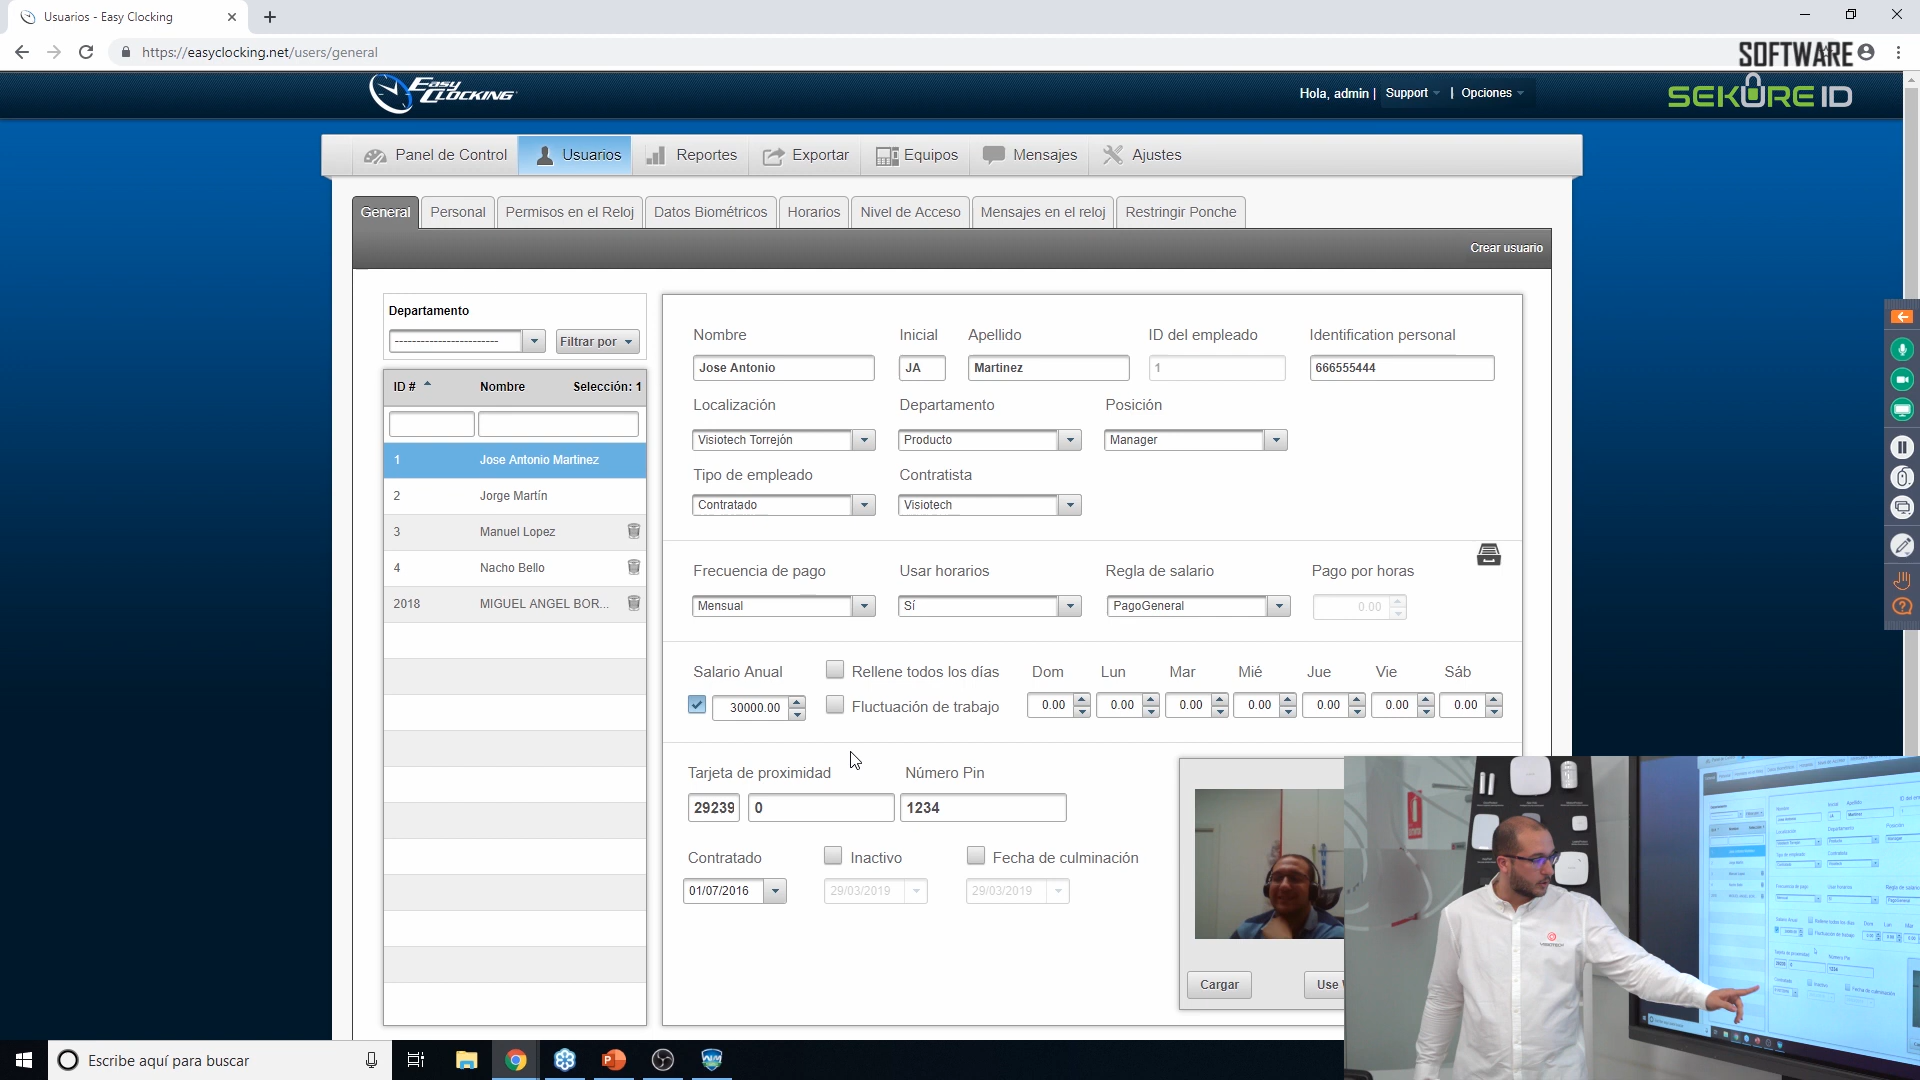 Usuarios - Easy Clocking
https://easyclocking.net/users/general
SOFTWARE
EASY CLOCKING
Hola, admin | Support | Opciones
SEKURE ID
Panel de Control Usuarios Reportes Exportar Equipos Mensajes Ajustes
General Personal Permisos en el Reloj Datos Biométricos Horarios Nivel de Acceso Mensajes en el reloj Restringir Ponche
Crear usuario
Departamento
------------------------ Filtrar por
ID # Nombre Selección: 1
1 Jose Antonio Martinez
2 Jorge Martín
3 Manuel Lopez
4 Nacho Bello
2018 MIGUEL ANGEL BOR...
Nombre Inicial Apellido ID del empleado Identification personal
Jose Antonio JA Martinez 1 666555444
Localización Departamento Posición
Visiotech Torrejón Producto Manager
Tipo de empleado Contratista
Contratado Visiotech
Frecuencia de pago Usar horarios Regla de salario Pago por horas
Mensual Sí PagoGeneral 0.00
Salario Anual Rellene todos los días Dom Lun Mar Mié Jue Vie Sáb
30000.00 Fluctuación de trabajo 0.00 0.00 0.00 0.00 0.00 0.00 0.00
Tarjeta de proximidad Número Pin
29239 0 1234
Contratado Inactivo Fecha de culminación
01/07/2016 29/03/2019 29/03/2019
Cargar Use
Escribe aquí para buscar